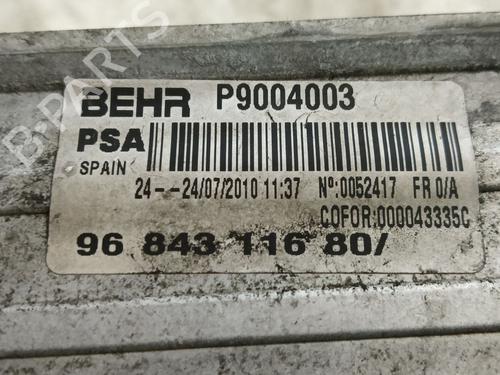 BEHR P9004003
PSA
SPAIN
24--24/07/2010 11:37 Nº:0052417 FR 0/A
COFOR:000043335C
96 843 116 80/
B-PARTS